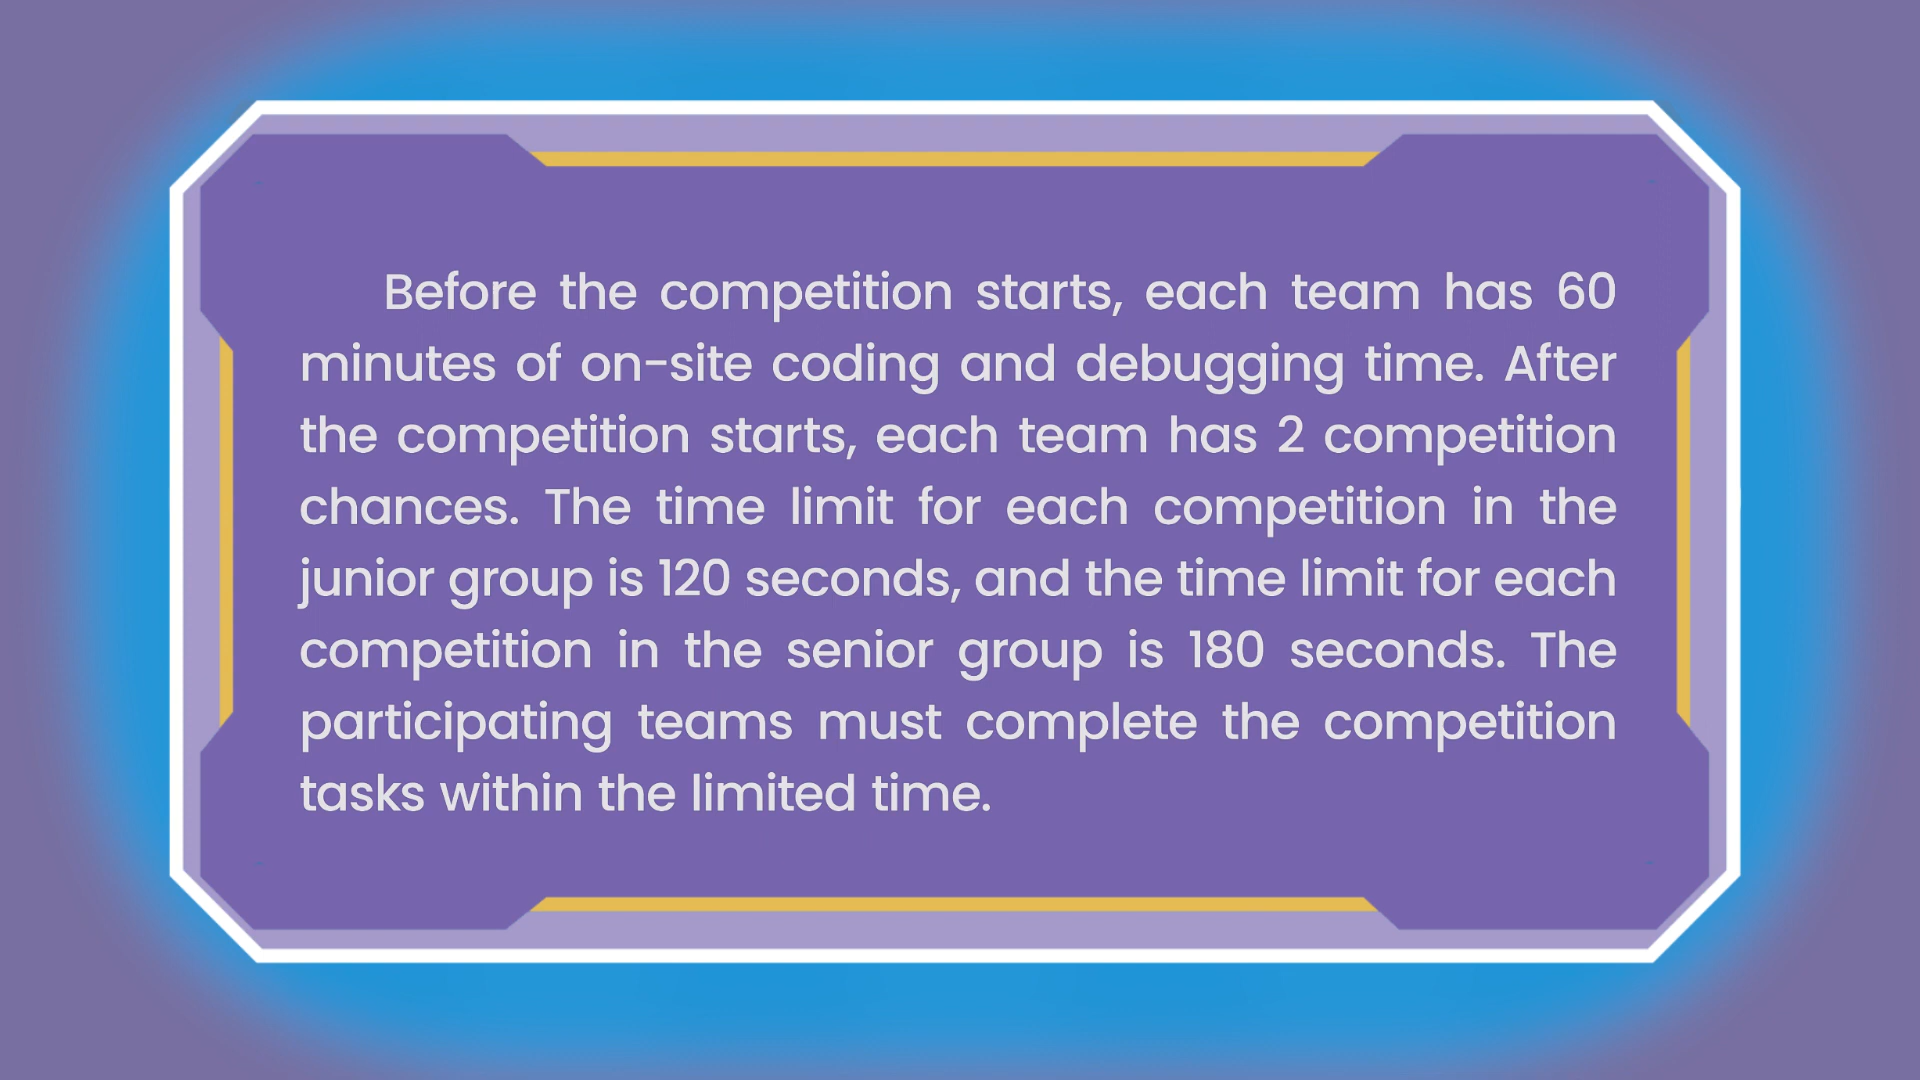 Before the competition starts, each team has 60
minutes of on-site coding and debugging time. After
the competition starts, each team has 2 competition
chances. The time limit for each competition in the
junior group is 120 seconds, and the time limit for each
competition in the senior group is 180 seconds. The
participating teams must complete the competition
tasks within the limited time.